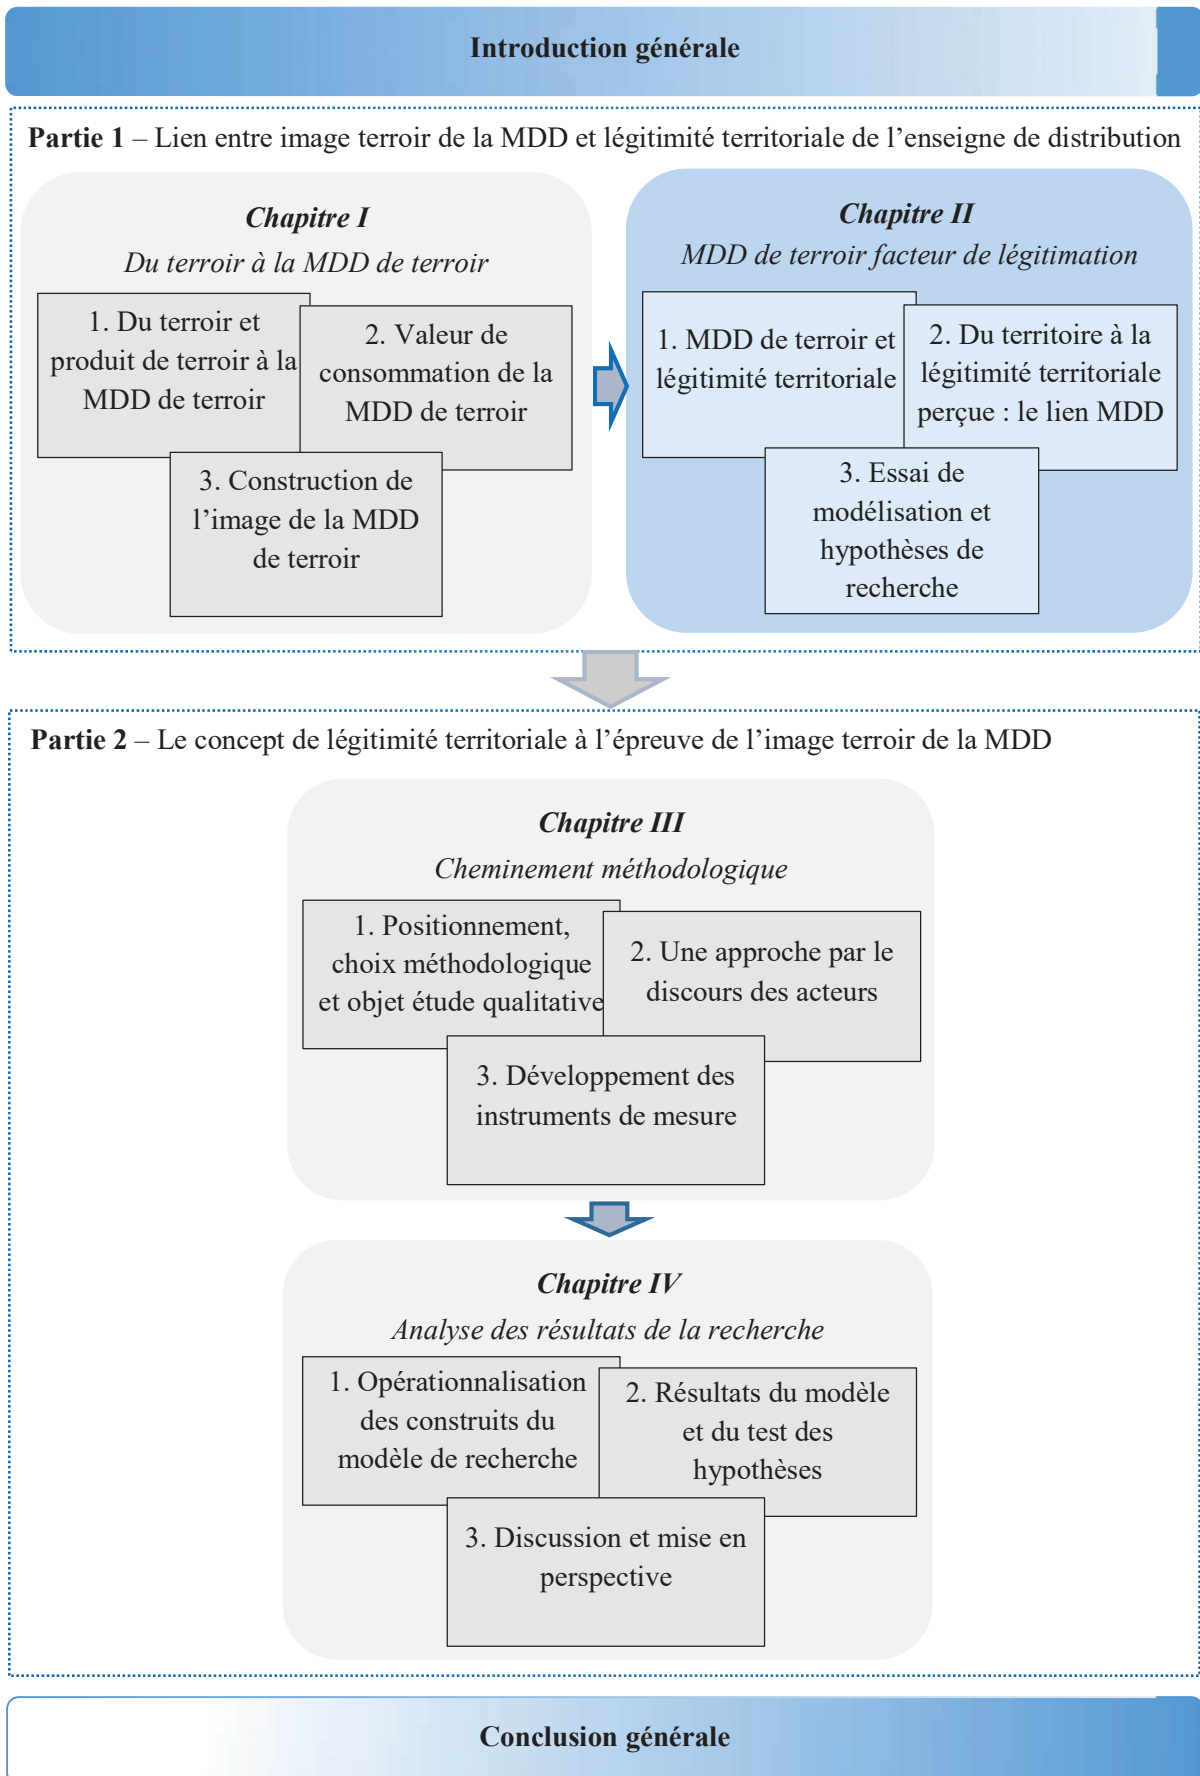 Introduction générale
Partie 1 – Lien entre image terroir de la MDD et légitimité territoriale de l’enseigne de distribution
Chapitre I
Du terroir à la MDD de terroir
1. Du terroir et
produit de terroir à la
MDD de terroir
2. Valeur de
consommation de la
MDD de terroir
3. Construction de
l’image de la MDD
de terroir
Chapitre II
MDD de terroir facteur de légitimation
1. MDD de terroir et
légitimité territoriale
2. Du territoire à la
légitimité territoriale
perçue : le lien MDD
3. Essai de
modélisation et
hypothèses de
recherche
Partie 2 – Le concept de légitimité territoriale à l’épreuve de l’image terroir de la MDD
Chapitre III
Cheminement méthodologique
1. Positionnement,
choix méthodologique
et objet étude qualitative
2. Une approche par le
discours des acteurs
3. Développement des
instruments de mesure
Chapitre IV
Analyse des résultats de la recherche
1. Opérationnalisation
des construits du
modèle de recherche
2. Résultats du modèle
et du test des
hypothèses
3. Discussion et mise en
perspective
Conclusion générale